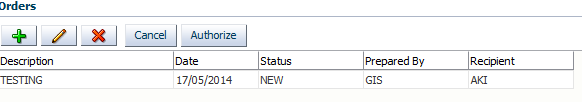 Orders
Cancel Authorize
Description Date Status Prepared By Recipient
TESTING 17/05/2014 NEW GIS AKI